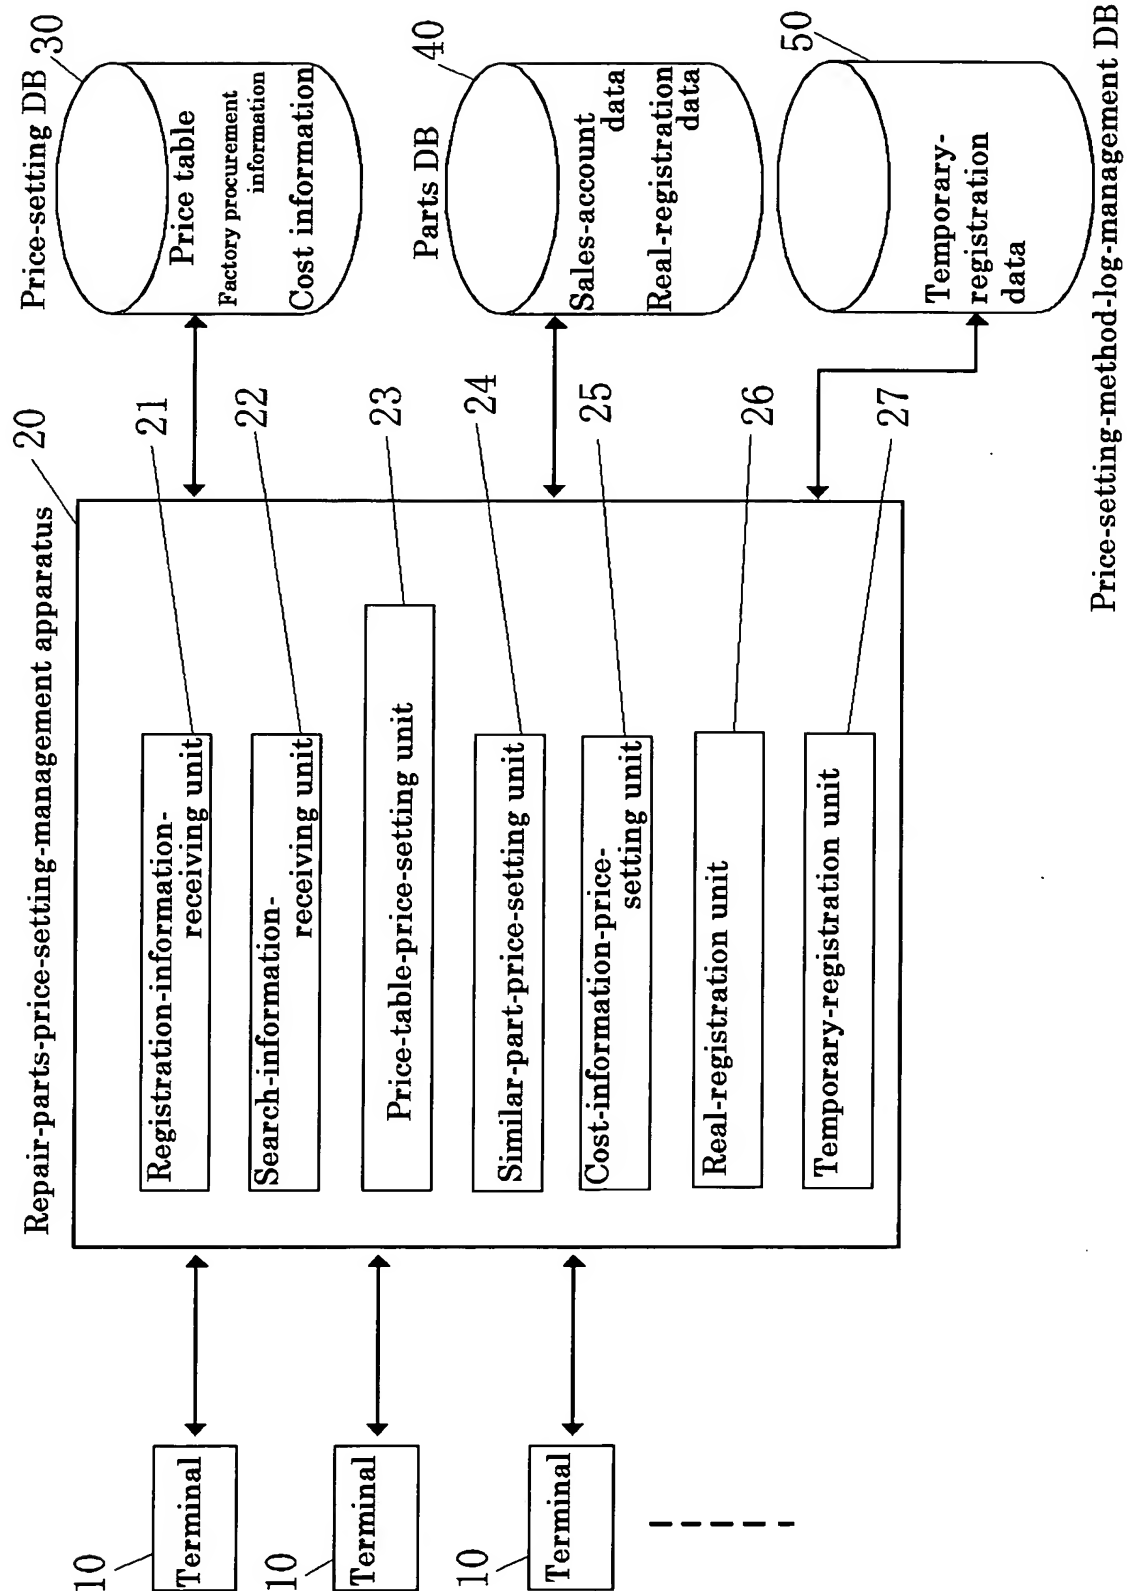 Repair-parts-price-setting-management apparatus
20
10
Terminal
10
Terminal
10
Terminal
Registration-information-
receiving unit
21
Search-information-
receiving unit
22
Price-table-price-setting unit
23
Similar-part-price-setting unit
24
Cost-information-price-
setting unit
25
Real-registration unit
26
Temporary-registration unit
27
Price-setting DB
30
Price table
Factory procurement
information
Cost information
Parts DB
40
Sales-account
data
Real-registration
data
50
Temporary-
registration
data
Price-setting-method-log-management DB